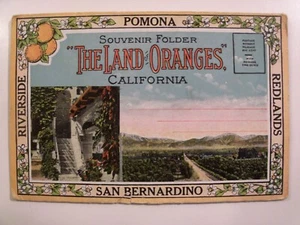 POMONA
SOUVENIR FOLDER
"THE LAND OF ORANGES"
CALIFORNIA
RIVERSIDE
REDLANDS
SAN BERNARDINO